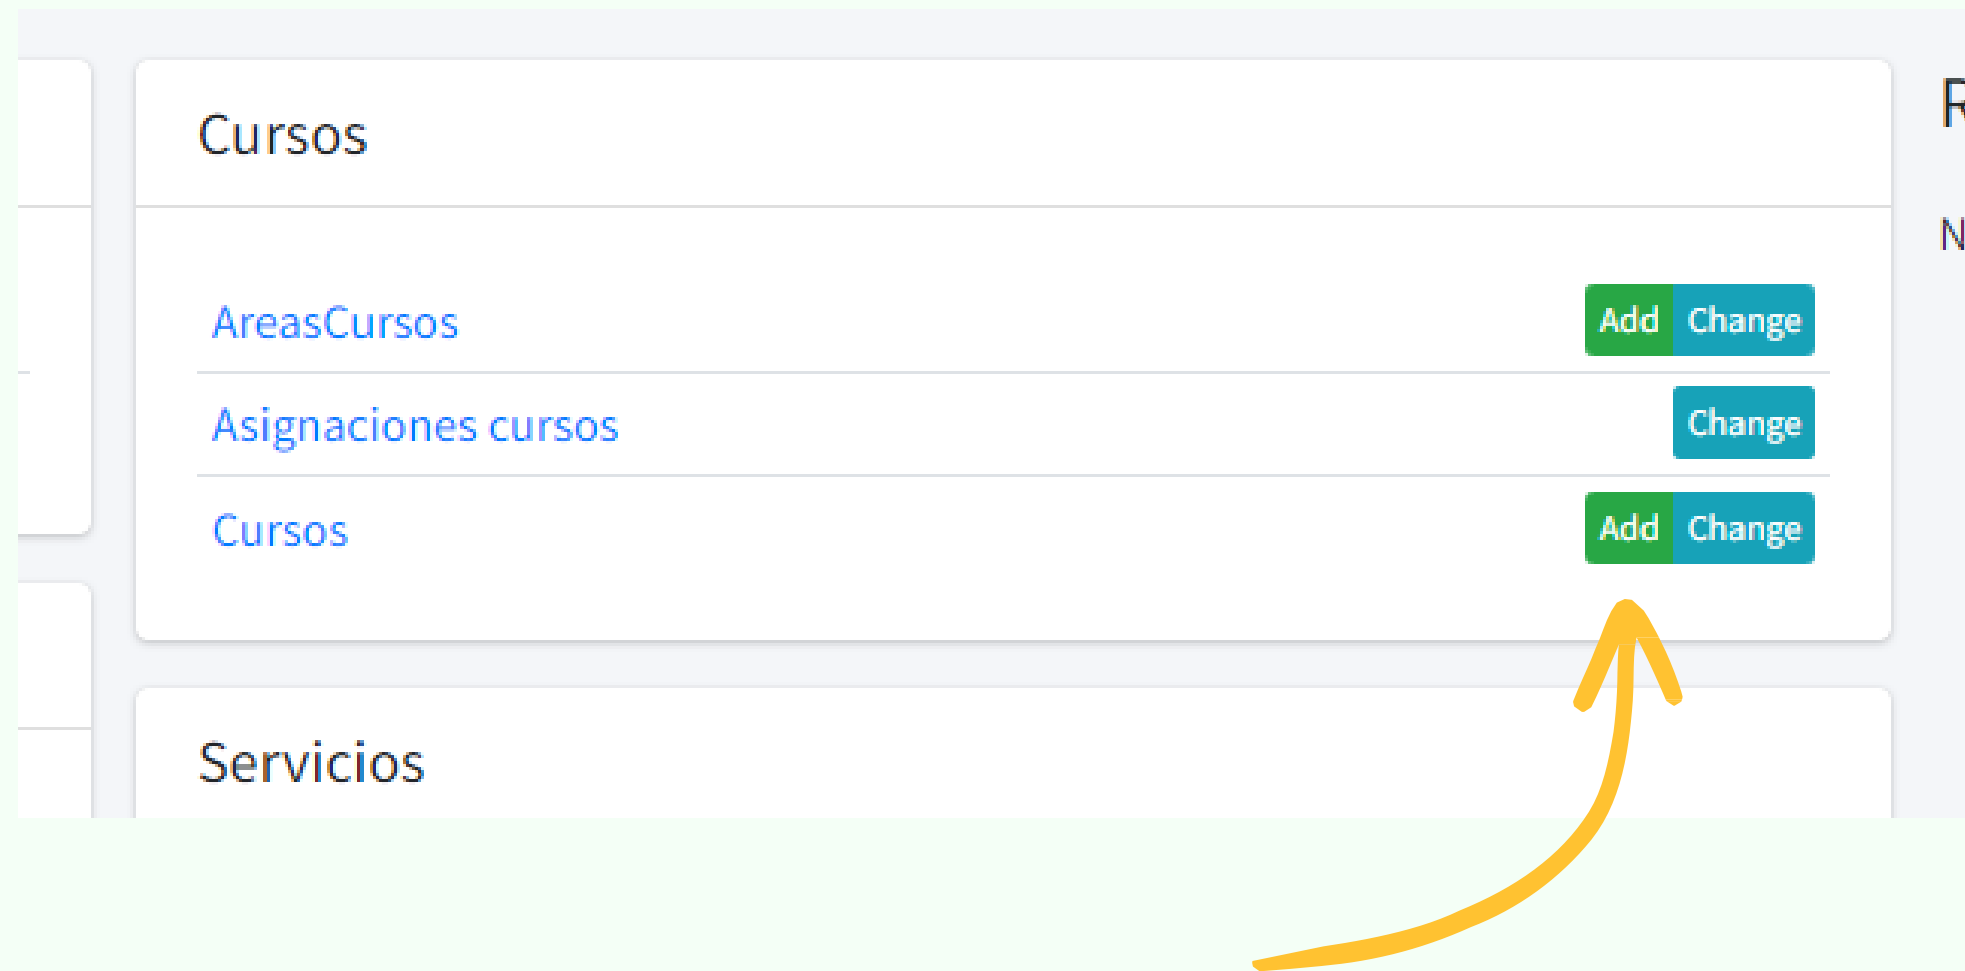 Cursos
AreasCursos Add Change
Asignaciones cursos Change
Cursos Add Change
Servicios